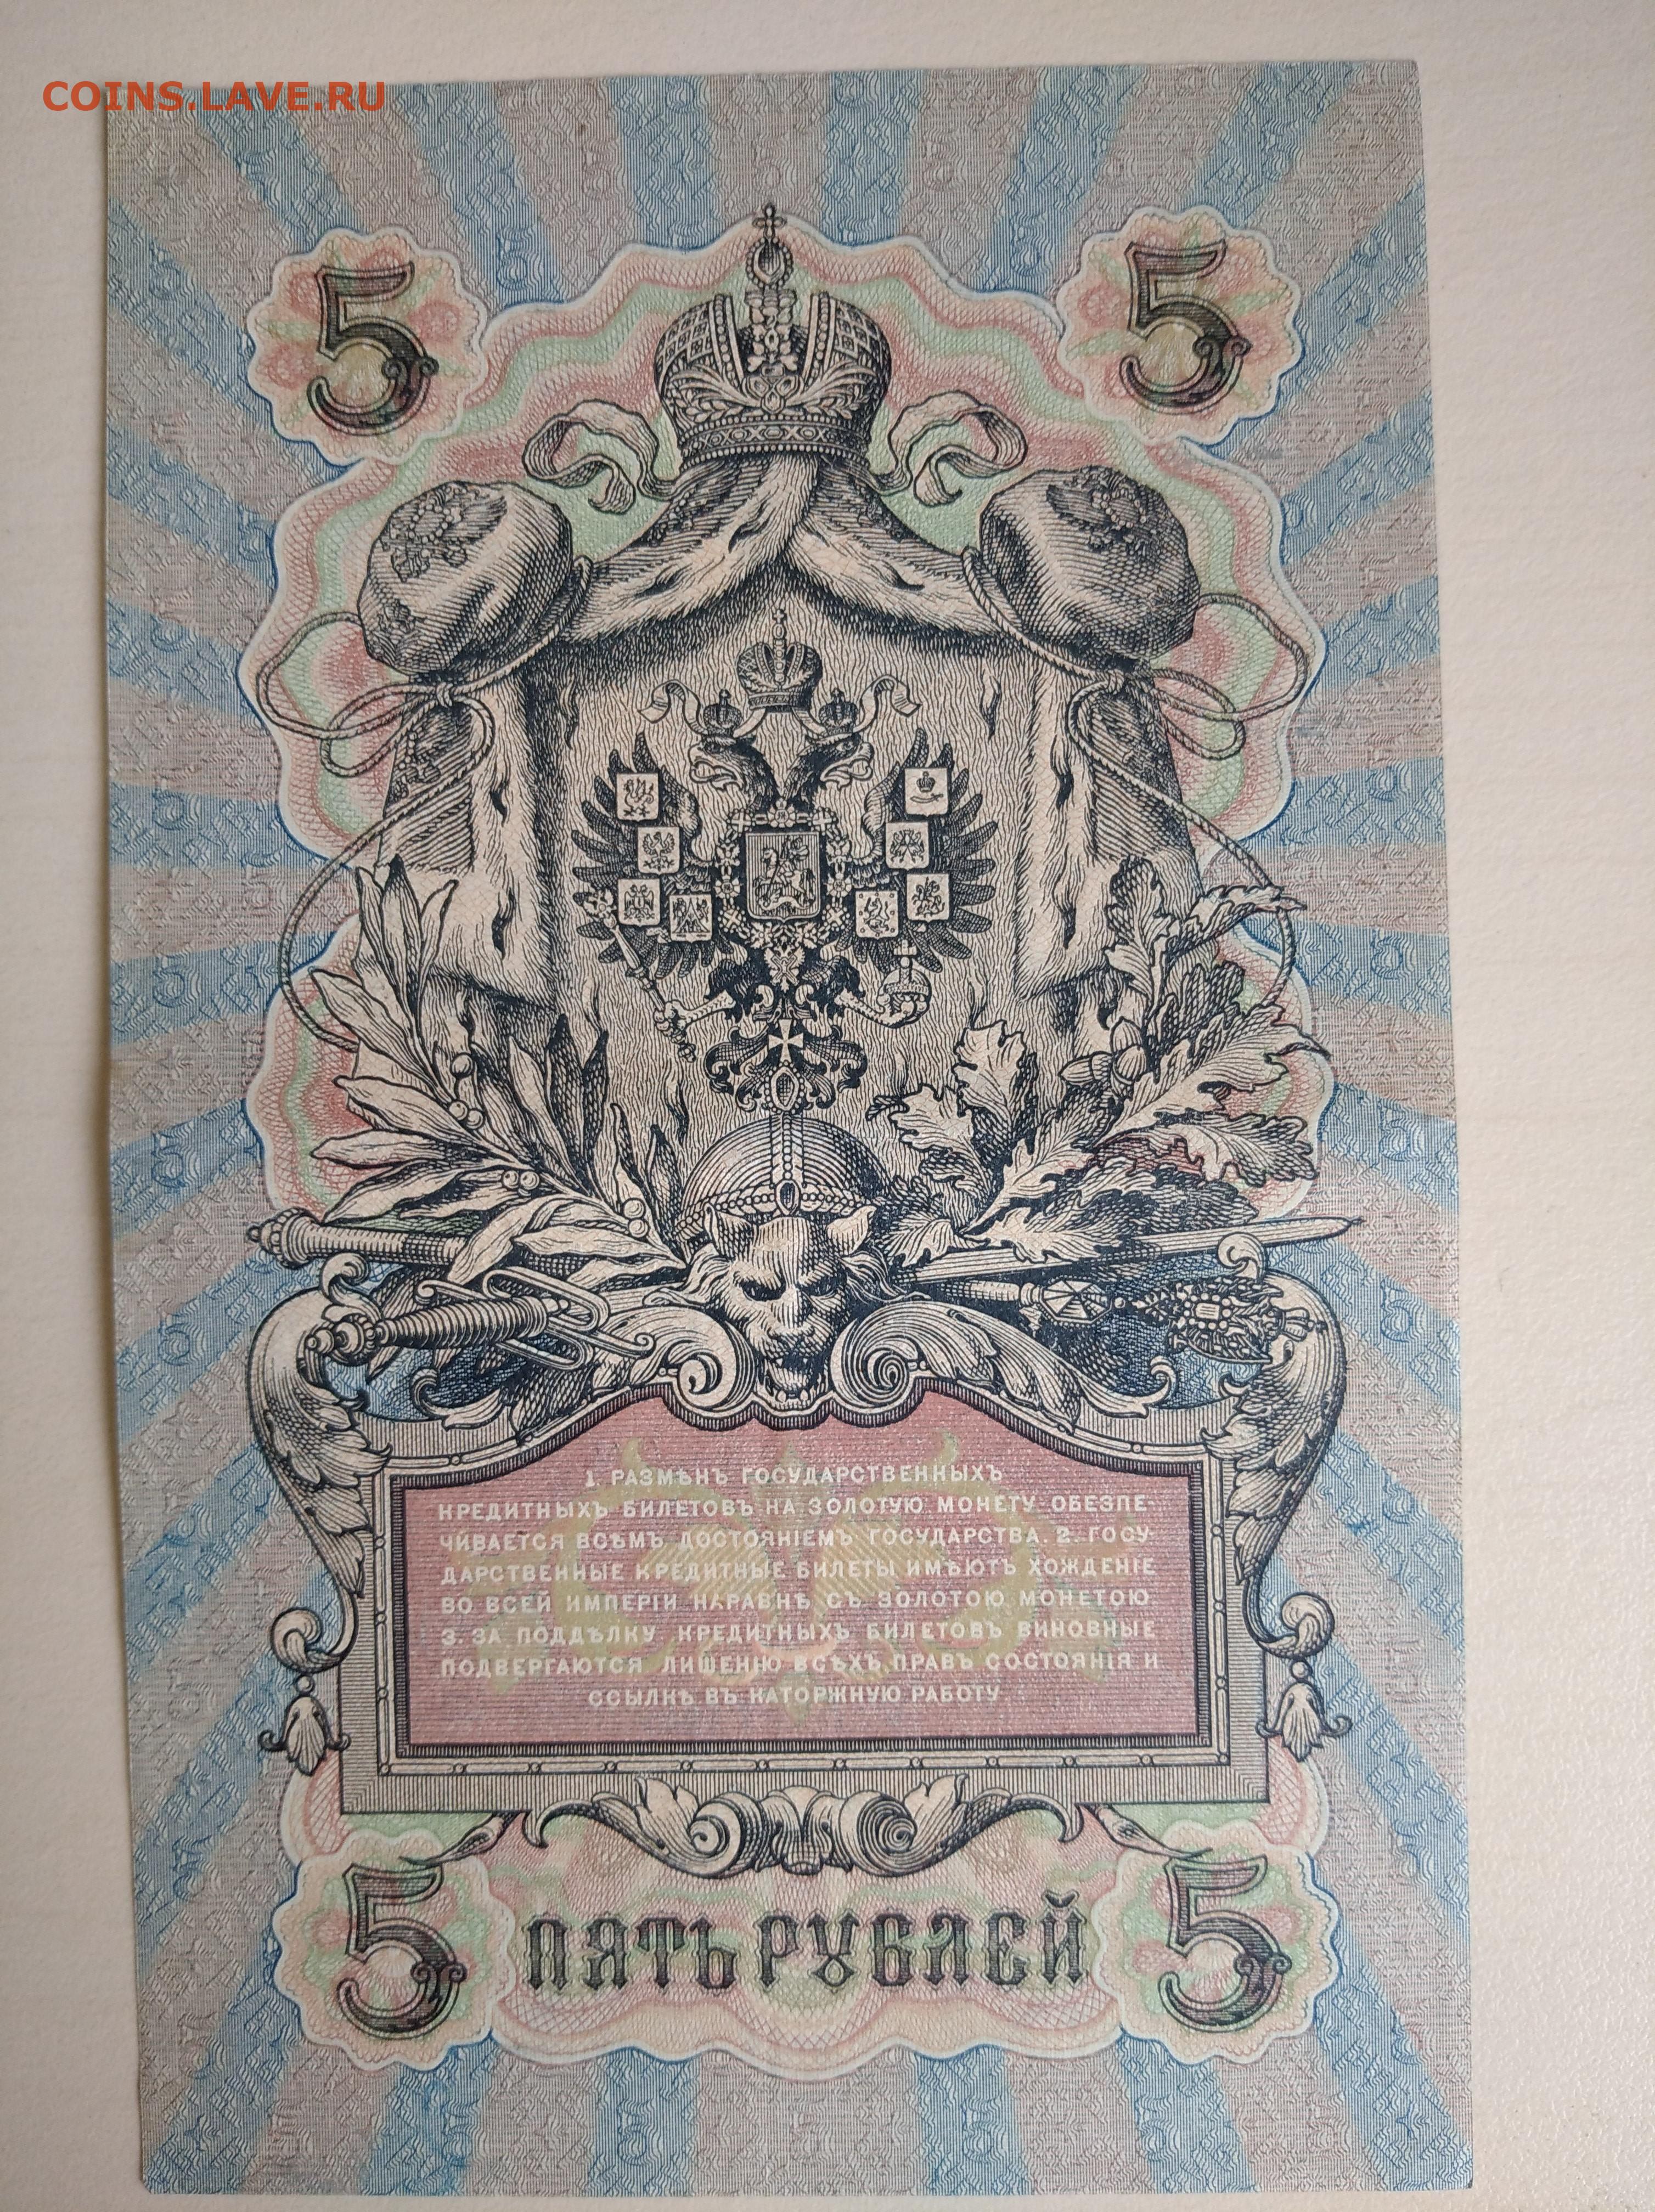 COINS.LAVE.RU
5 5
1. РАЗМѢНЪ ГОСУДАРСТВЕННЫХЪ
КРЕДИТНЫХЪ БИЛЕТОВЪ НА ЗОЛОТУЮ МОНЕТУ ОБЕЗПЕ-
ЧИВАЕТСЯ ВСѢМЪ ДОСТОЯНІЕМЪ ГОСУДАРСТВА. 2. ГОСУ-
ДАРСТВЕННЫЕ КРЕДИТНЫЕ БИЛЕТЫ ИМѢЮТЪ ХОЖДЕНІЕ
ВО ВСЕЙ ИМПЕРІИ НАРАВНѢ СЪ ЗОЛОТОЮ МОНЕТОЮ.
3. ЗА ПОДДѢЛКУ КРЕДИТНЫХЪ БИЛЕТОВЪ ВИНОВНЫЕ
ПОДВЕРГАЮТСЯ ЛИШЕНІЮ ВСѢХЪ ПРАВЪ СОСТОЯНІЯ И
ССЫЛКѢ ВЪ КАТОРЖНУЮ РАБОТУ.
5 ПЯТЬ РУБЛЕЙ 5